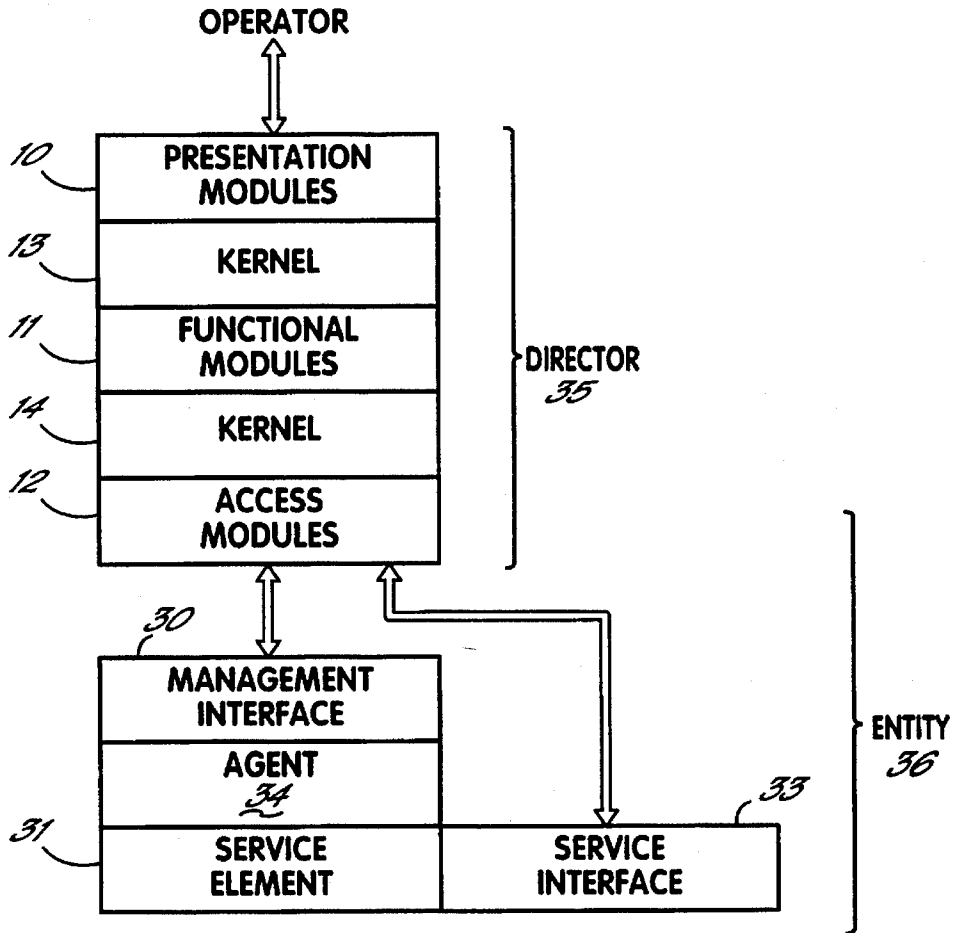 OPERATOR
10
PRESENTATION
MODULES
13
KERNEL
11
FUNCTIONAL
MODULES
DIRECTOR
35
14
KERNEL
12
ACCESS
MODULES
30
MANAGEMENT
INTERFACE
ENTITY
36
AGENT
34
33
31
SERVICE
ELEMENT
SERVICE
INTERFACE